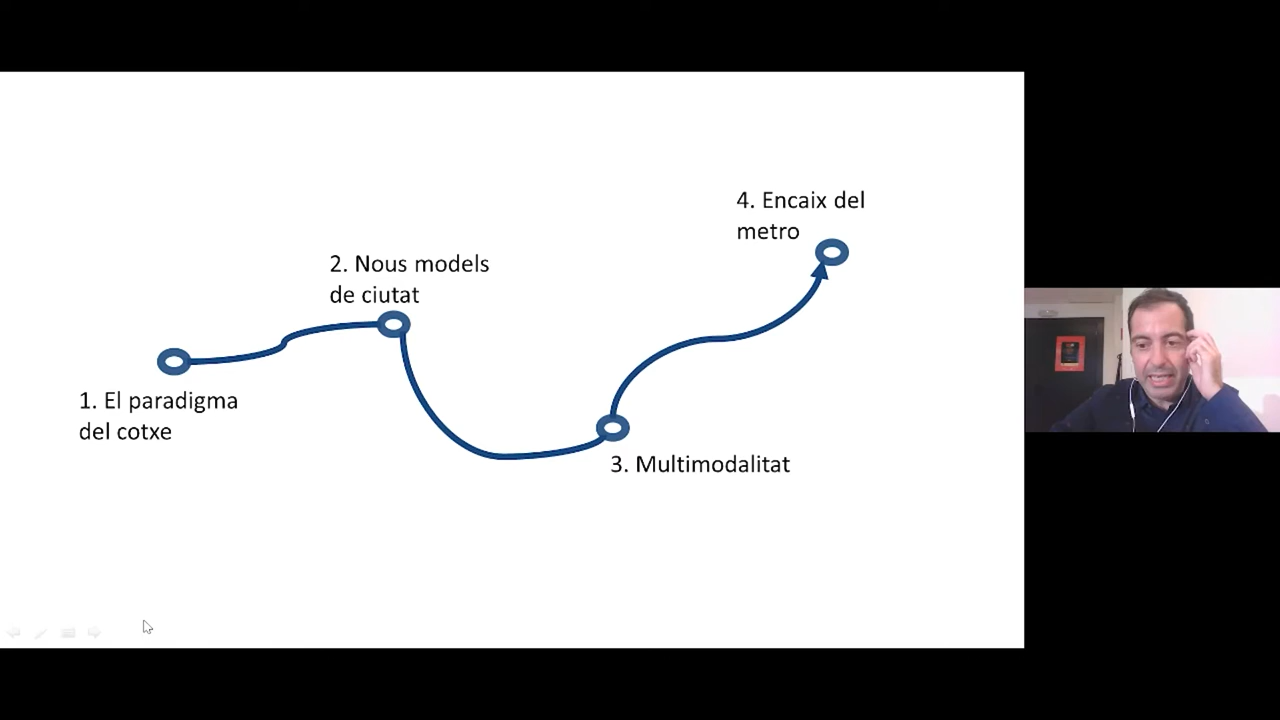 1. El paradigma
del cotxe
2. Nous models
de ciutat
3. Multimodalitat
4. Encaix del
metro